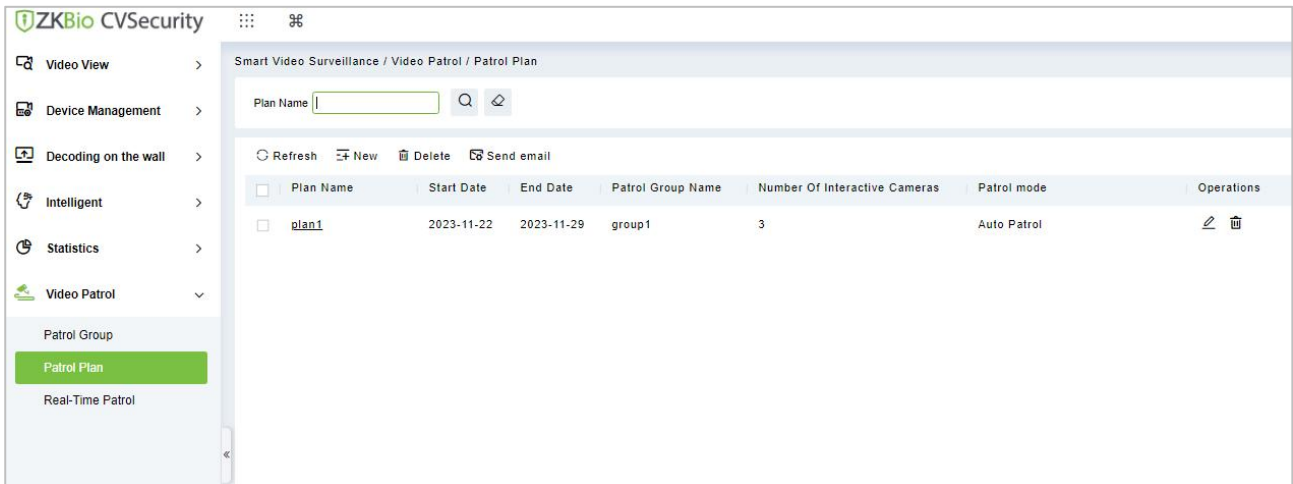 ZKBio CVSecurity
Video View
Device Management
Decoding on the wall
Intelligent
Statistics
Video Patrol
Patrol Group
Patrol Plan
Real-Time Patrol
Smart Video Surveillance / Video Patrol / Patrol Plan
Plan Name
Refresh New Delete Send email
Plan Name Start Date End Date Patrol Group Name Number Of Interactive Cameras Patrol mode Operations
plan1 2023-11-22 2023-11-29 group1 3 Auto Patrol